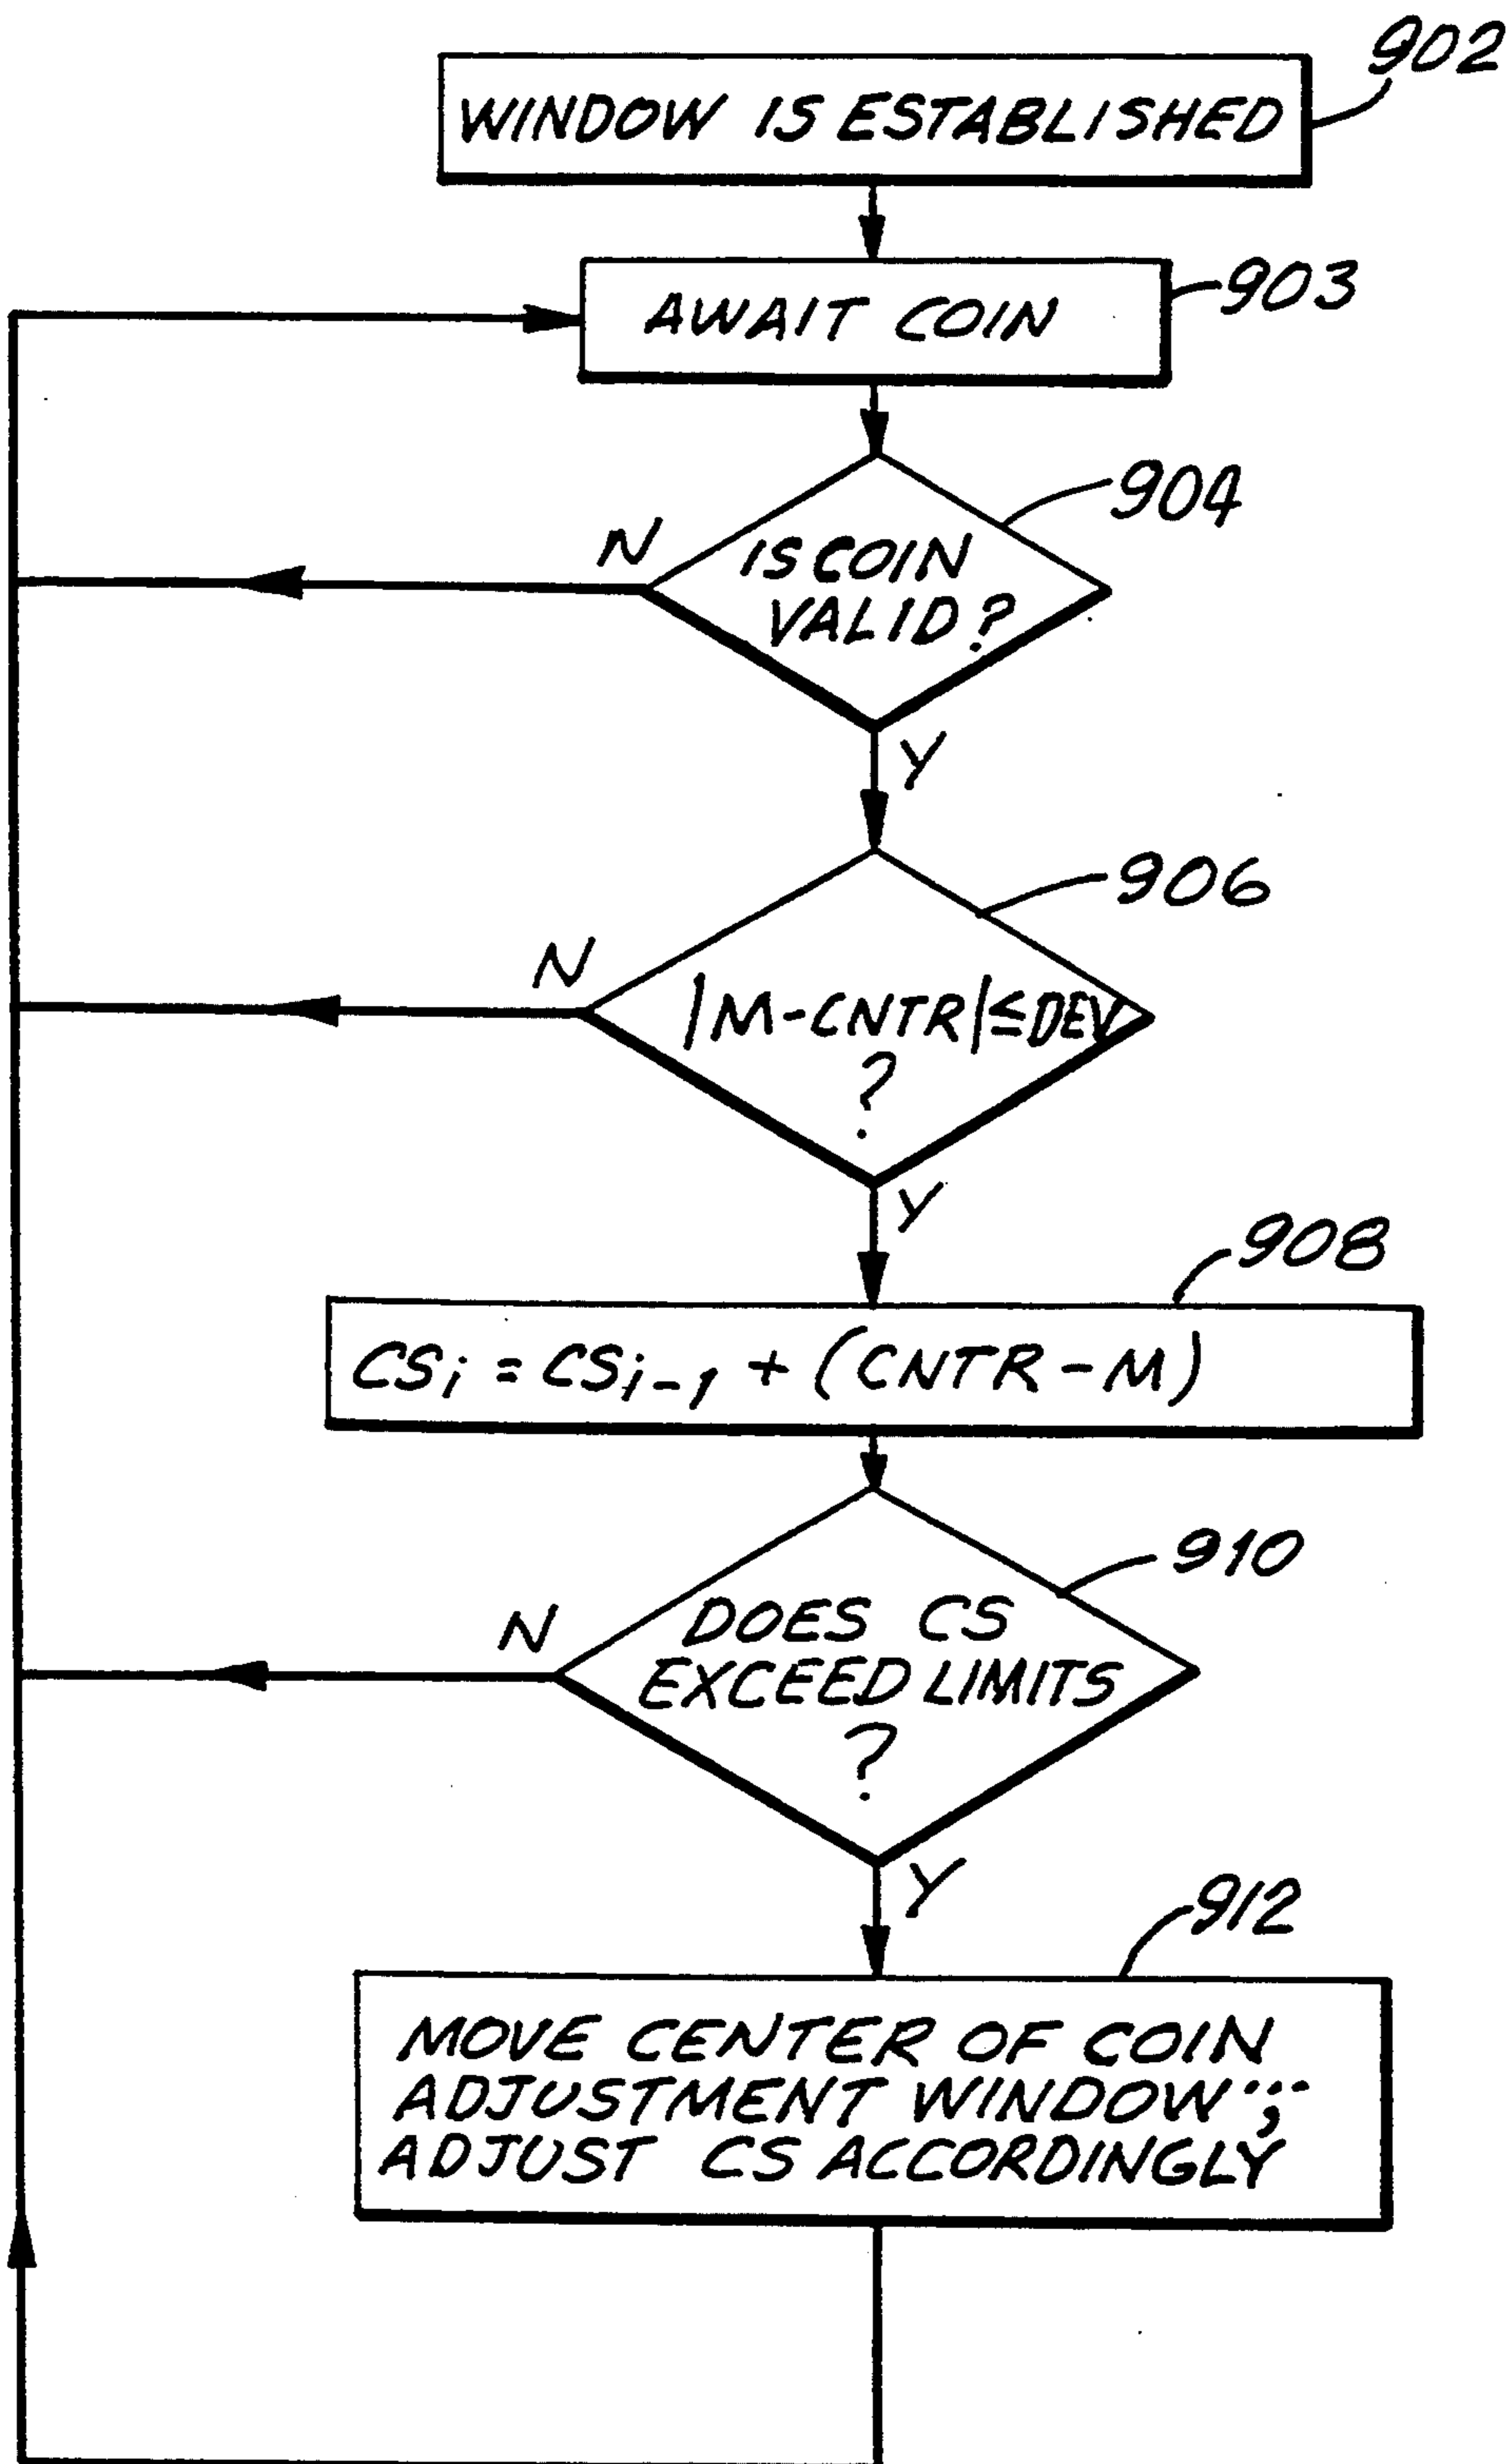 902
WINDOW IS ESTABLISHED
903
AWAIT COIN
904
N
IS COIN
VALID?
Y
906
N
|M-CNTR|≤DEV
?
Y
908
CSi = CSi-1 + (CNTR-M)
910
N
DOES CS
EXCEED LIMITS
?
Y
912
MOVE CENTER OF COIN
ADJUSTMENT WINDOW";
ADJUST CS ACCORDINGLY